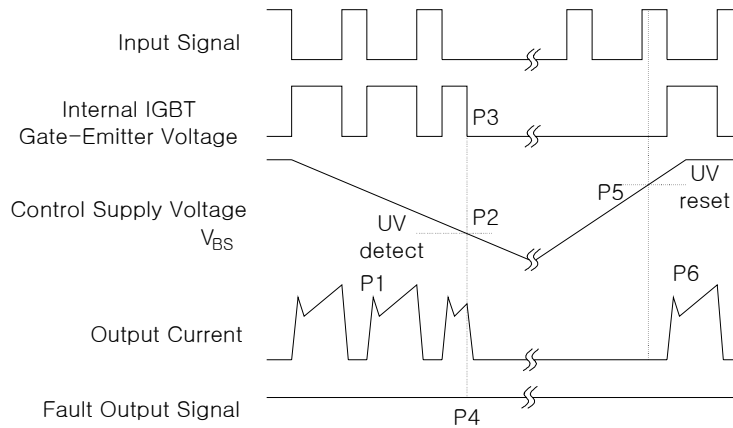 Input Signal
Internal IGBT
Gate-Emitter Voltage
P3
Control Supply Voltage
VBS
UV
detect
P2
P5
UV
reset
P1
P6
Output Current
Fault Output Signal
P4